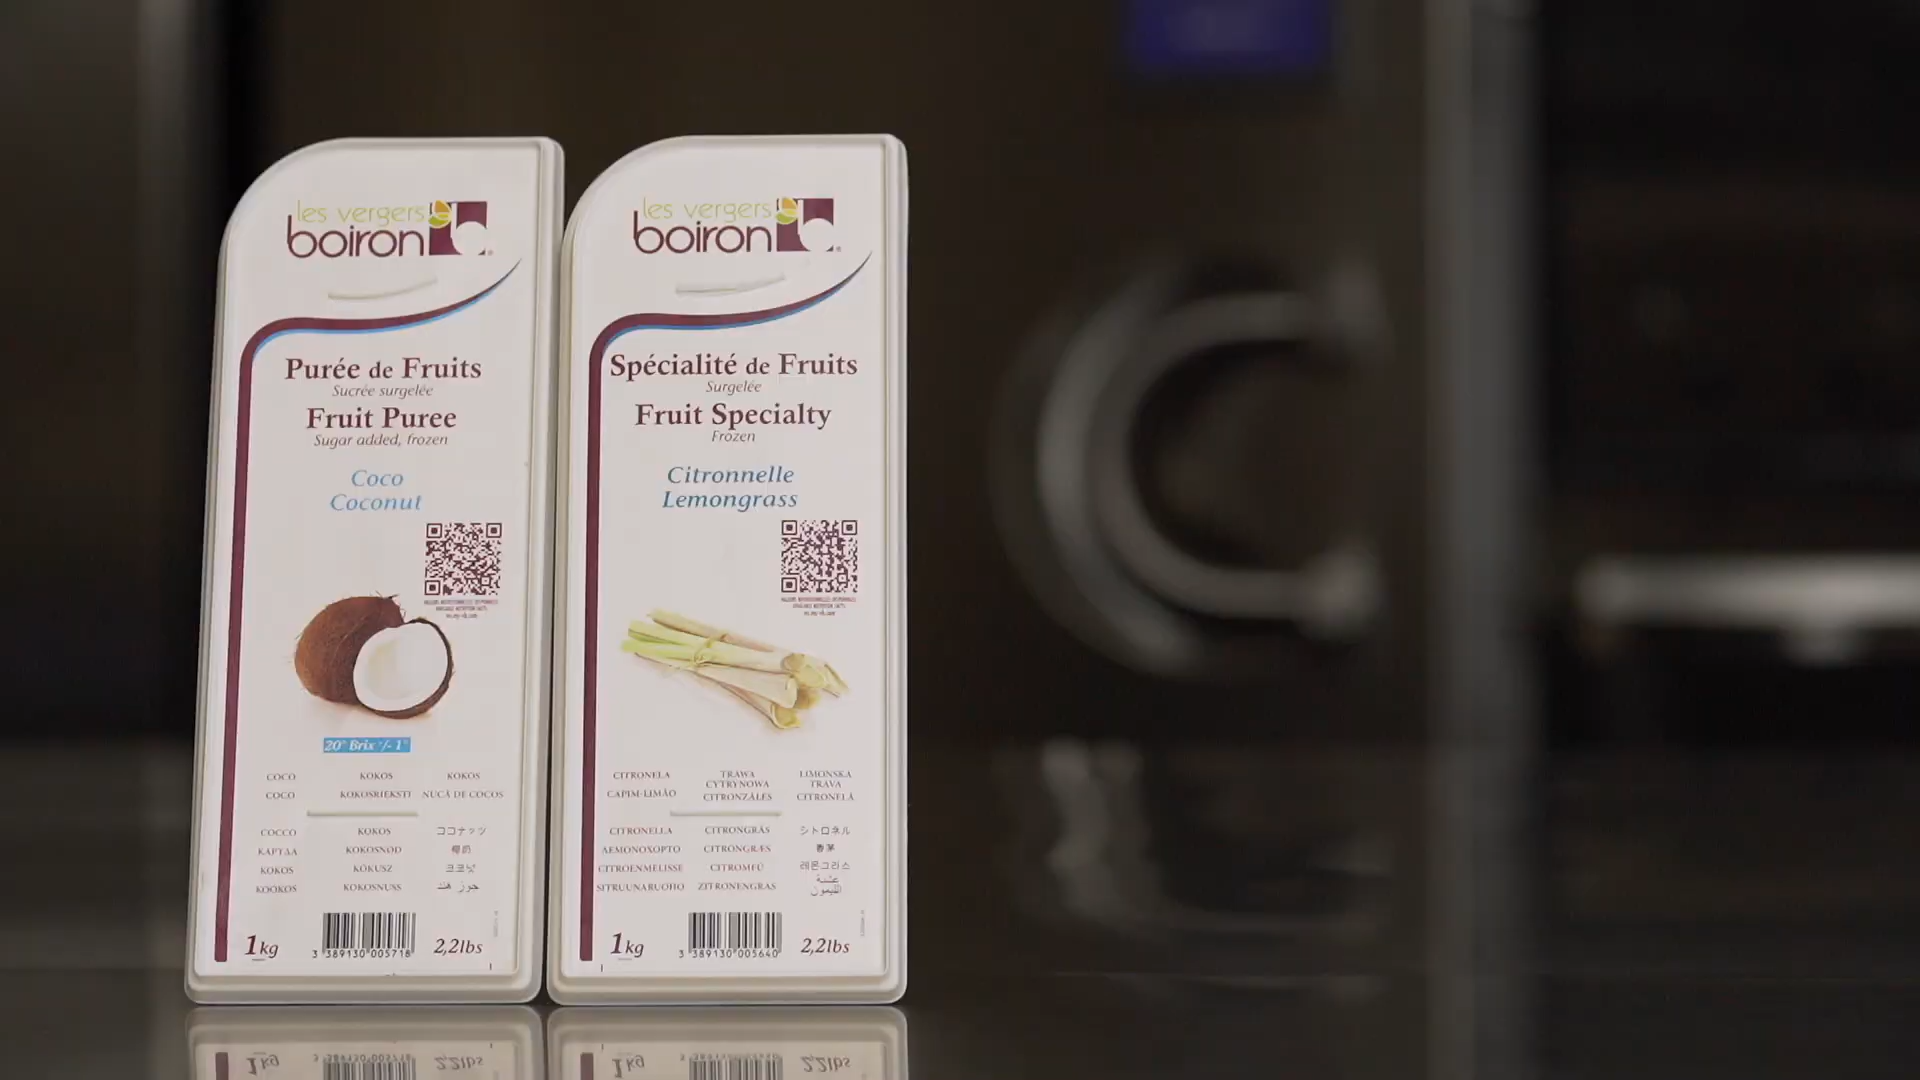 les vergers
boiron
Purée de Fruits
Sucrée surgelée
Fruit Puree
Sugar added, frozen
Coco
Coconut
20° Brix +/- 1°
COCO KOKOS KOKOS
COCO KOKOSRIEKSTI NUCĂ DE COCOS
COCCO KOKOS ココナッツ
ΚΑΡΥΔΑ KOKOSNØD 椰奶
KOKOS KÓKUSZ 코코넛
KOOKOS KOKOSNUSS جوز هند
1kg 3 389130 005718 2,2lbs
les vergers
boiron
Spécialité de Fruits
Surgelée
Fruit Specialty
Frozen
Citronnelle
Lemongrass
CITRONELA TRAWA CYTRYNOWA LIMONSKA TRAVA
CAPIM-LIMÃO CITRONZĀLES CITRONELĂ
CITRONELLA CITRONGRÄS シトロネル
ΛΕΜΟΝΟΧΟΡΤΟ CITRONGRÆS 香茅
CITROENMELISSE CITROMFŰ 레몬그라스
SITRUUNARUOHO ZITRONENGRAS عشبة الليمون
1kg 3 389130 005640 2,2lbs